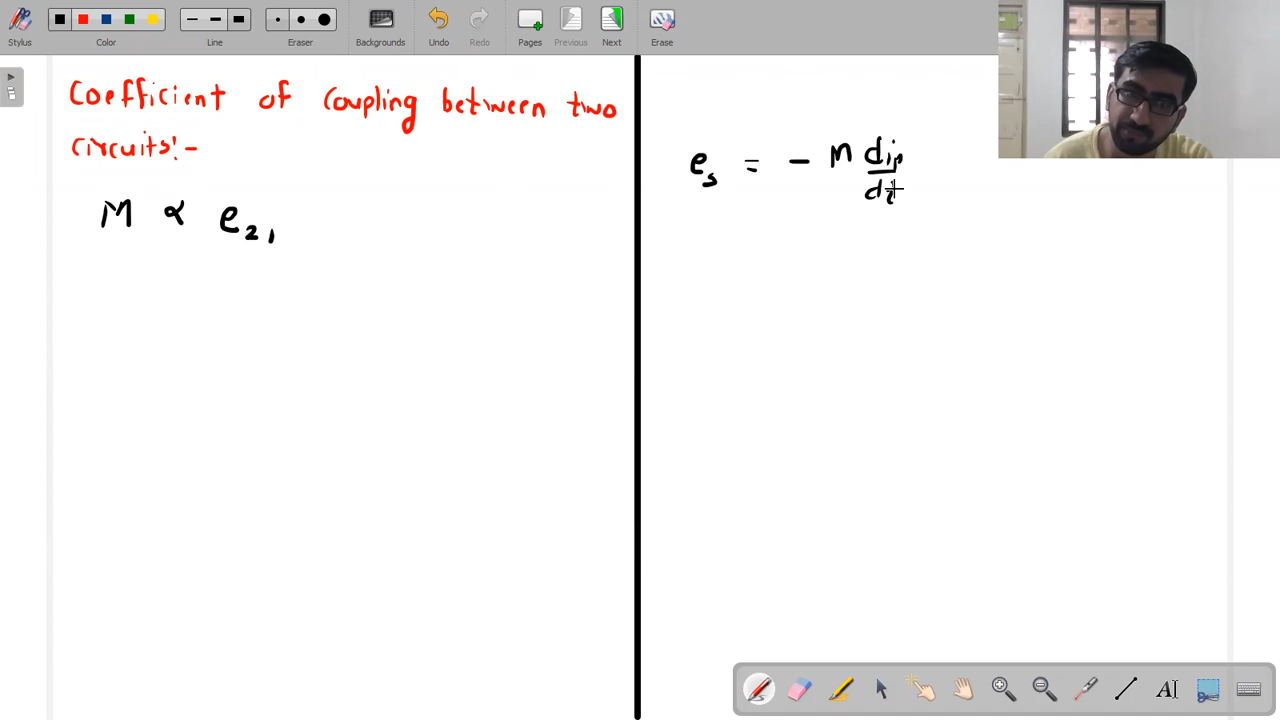 Stylus
Color
Line
Eraser
Backgrounds
Undo
Redo
Pages
Previous
Next
Erase
Coefficient of coupling between two
circuits:-
M ∝ e₂₁
eₛ = - M diₚ/dt
AI